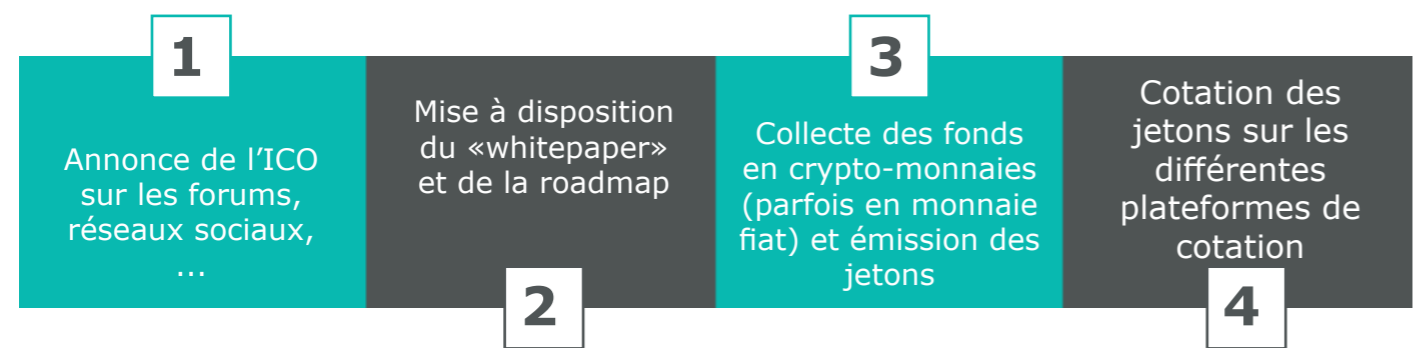 1
Annonce de l’ICO
sur les forums,
réseaux sociaux,
...
2
Mise à disposition
du «whitepaper»
et de la roadmap
3
Collecte des fonds
en crypto-monnaies
(parfois en monnaie
fiat) et émission des
jetons
4
Cotation des
jetons sur les
différentes
plateformes de
cotation